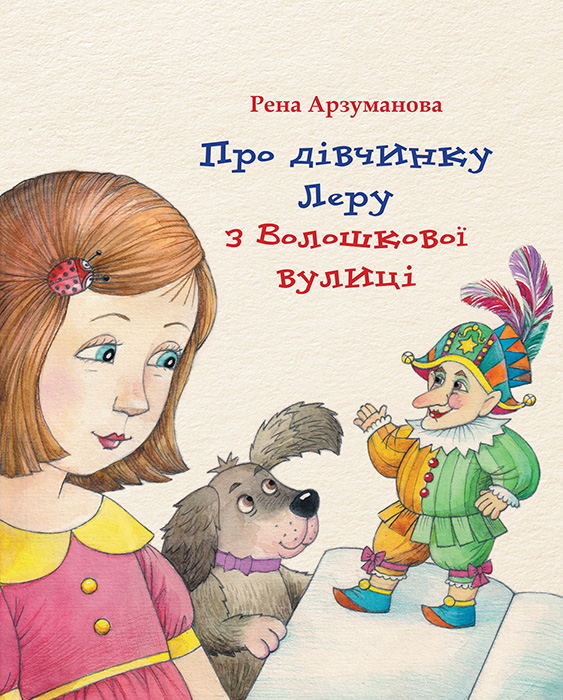 Рена Арзуманова
Про дівчинку
Леру
з Волошкової
вулиці